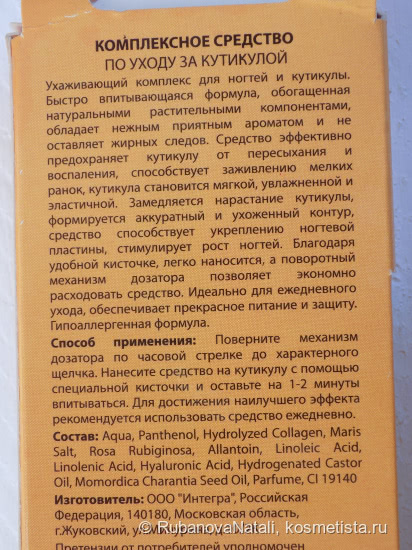 КОМПЛЕКСНОЕ СРЕДСТВО
ПО УХОДУ ЗА КУТИКУЛОЙ
Ухаживающий комплекс для ногтей и кутикулы.
Быстро впитывающаяся формула, обогащенная
натуральными растительными компонентами,
обладает нежным приятным ароматом и не
оставляет жирных следов. Средство эффективно
предохраняет кутикулу от пересыхания и
воспаления, способствует заживлению мелких
ранок, кутикула становится мягкой, увлажненной и
эластичной. Замедляется нарастание кутикулы,
формируется аккуратный и ухоженный контур,
средство способствует укреплению ногтевой
пластины, стимулирует рост ногтей. Благодаря
удобной кисточке, легко наносится, а поворотный
механизм дозатора позволяет экономно
расходовать средство. Идеально для ежедневного
ухода, обеспечивает прекрасное питание и защиту.
Гипоаллергенная формула.
Способ применения: Поверните механизм
дозатора по часовой стрелке до характерного
щелчка. Нанесите средство на кутикулу с помощью
специальной кисточки и оставьте на 1-2 минуты
впитываться. Для достижения наилучшего эффекта
рекомендуется использовать средство ежедневно.
Состав: Aqua, Panthenol, Hydrolyzed Collagen, Maris
Salt, Rosa Rubiginosa, Allantoin, Linoleic Acid,
Linolenic Acid, Hyaluronic Acid, Hydrogenated Castor
Oil, Momordica Charantia Seed Oil, Parfume, CI 19140
Изготовитель: ООО "Интегра", Российская
Федерация, 140180, Московская область,
г.Жуковский,
© RubanovaNatali, kosmetista.ru
Претензии от потребителей уполномочен